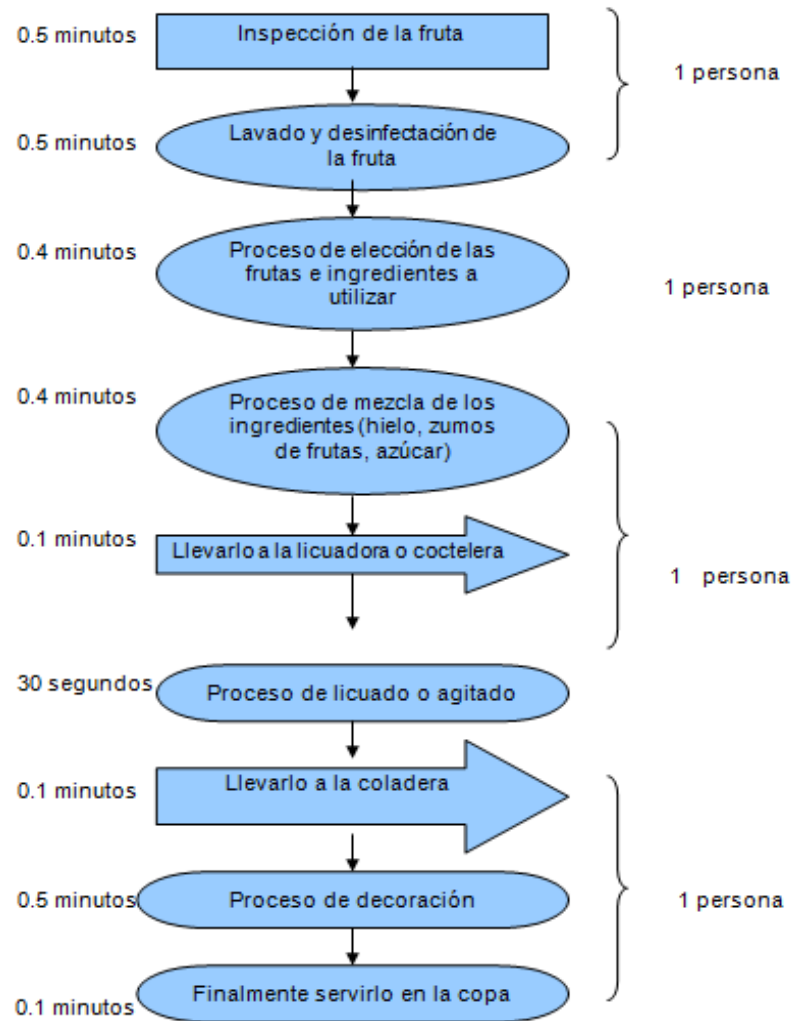 0.5 minutos
Inspección de la fruta
1 persona
0.5 minutos
Lavado y desinfectación de
la fruta
0.4 minutos
Proceso de elección de las
frutas e ingredientes a
utilizar
1 persona
0.4 minutos
Proceso de mezcla de los
ingredientes (hielo, zumos
de frutas, azúcar)
0.1 minutos
Llevarlo a la licuadora o coctelera
1 persona
30 segundos
Proceso de licuado o agitado
0.1 minutos
Llevarlo a la coladera
0.5 minutos
Proceso de decoración
1 persona
0.1 minutos
Finalmente servirlo en la copa